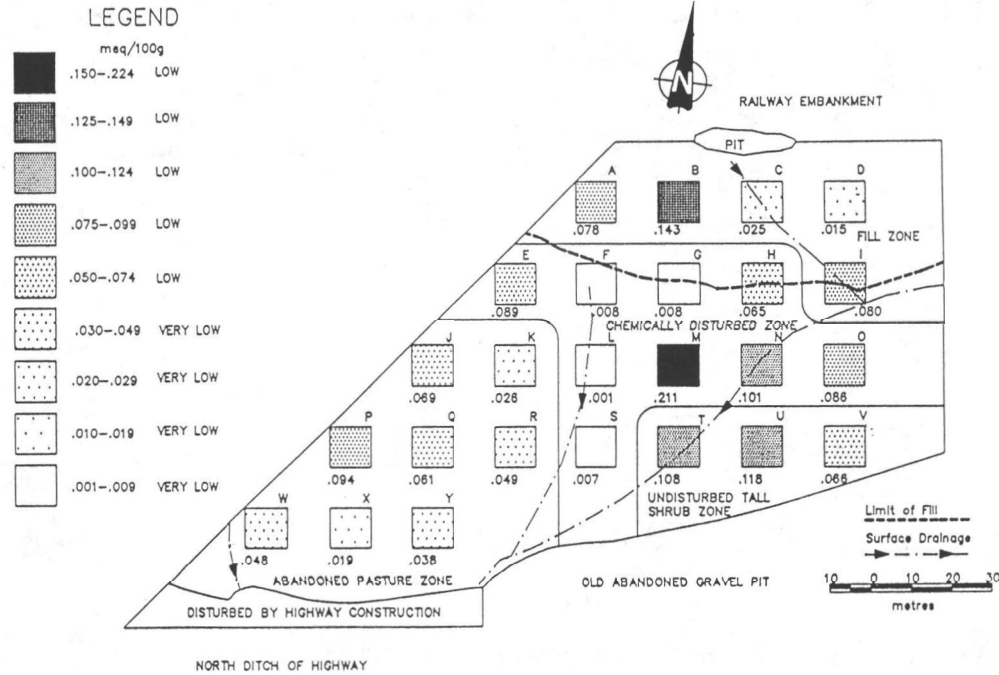 LEGEND
meq/100g
.150–.224 LOW
.125–.149 LOW
.100–.124 LOW
.075–.099 LOW
.050–.074 LOW
.030–.049 VERY LOW
.020–.029 VERY LOW
.010–.019 VERY LOW
.001–.009 VERY LOW
N
RAILWAY EMBANKMENT
PIT
A B C D
.078 .143 .025 .015
FILL ZONE
E F G H I
.089 .008 .008 .065 .080
CHEMICALLY DISTURBED ZONE
J K L M N O
.069 .026 .001 .211 .101 .086
P Q R S T U V
.094 .061 .049 .007 .108 .118 .066
UNDISTURBED TALL
SHRUB ZONE
W X Y
.048 .019 .038
ABANDONED PASTURE ZONE
DISTURBED BY HIGHWAY CONSTRUCTION
OLD ABANDONED GRAVEL PIT
NORTH DITCH OF HIGHWAY
Limit of Fill
Surface Drainage
10 0 10 20 30
metres